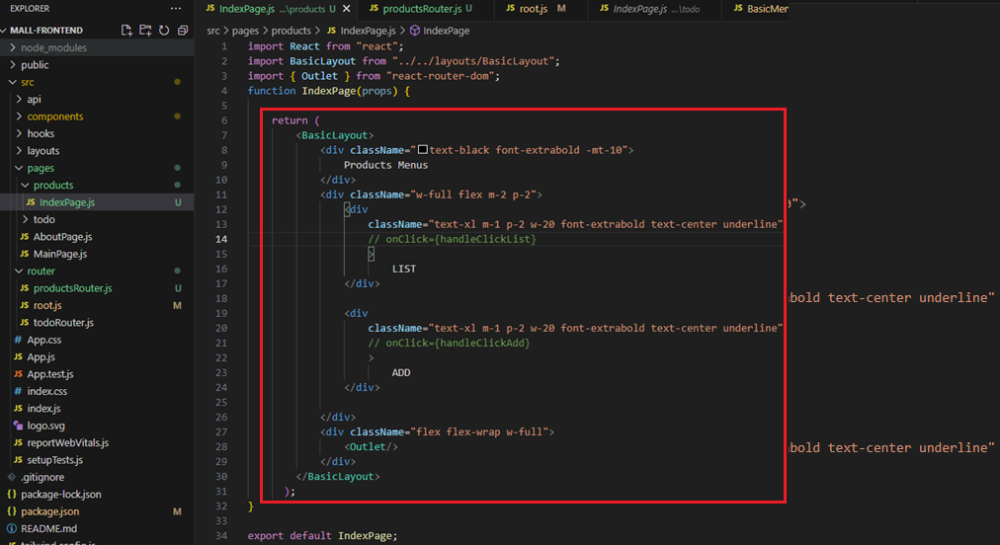 EXPLORER ...
MALL-FRONTEND
node_modules
public
src
api
components
hooks
layouts
pages
products
JS IndexPage.js U
todo
JS AboutPage.js
JS MainPage.js
router
JS productsRouter.js U
JS root.js M
JS todoRouter.js
# App.css
JS App.js
JS App.test.js
# index.css
JS index.js
logo.svg
JS reportWebVitals.js
JS setupTests.js
.gitignore
{} package-lock.json
{} package.json M
README.md
JS IndexPage.js ...\products U
JS productsRouter.js U
JS root.js M
JS IndexPage.js ...\todo
JS BasicMen
src > pages > products > JS IndexPage.js > IndexPage
1 import React from "react";
2 import BasicLayout from "../../layouts/BasicLayout";
3 import { Outlet } from "react-router-dom";
4 function IndexPage(props) {
5
6 return (
7 <BasicLayout>
8 <div className="text-black font-extrabold -mt-10">
9 Products Menus
10 </div>
11 <div className="w-full flex m-2 p-2">
12 <div
13 className="text-xl m-1 p-2 w-20 font-extrabold text-center underline"
14 // onClick={handleClickList}
15 >
16 LIST
17 </div>
18
19 <div
20 className="text-xl m-1 p-2 w-20 font-extrabold text-center underline"
21 // onClick={handleClickAdd}
22 >
23 ADD
24 </div>
25
26 </div>
27 <div className="flex flex-wrap w-full">
28 <Outlet/>
29 </div>
30 </BasicLayout>
31 );
32 }
33
34 export default IndexPage;
">
bold text-center underline"
bold text-center underline"